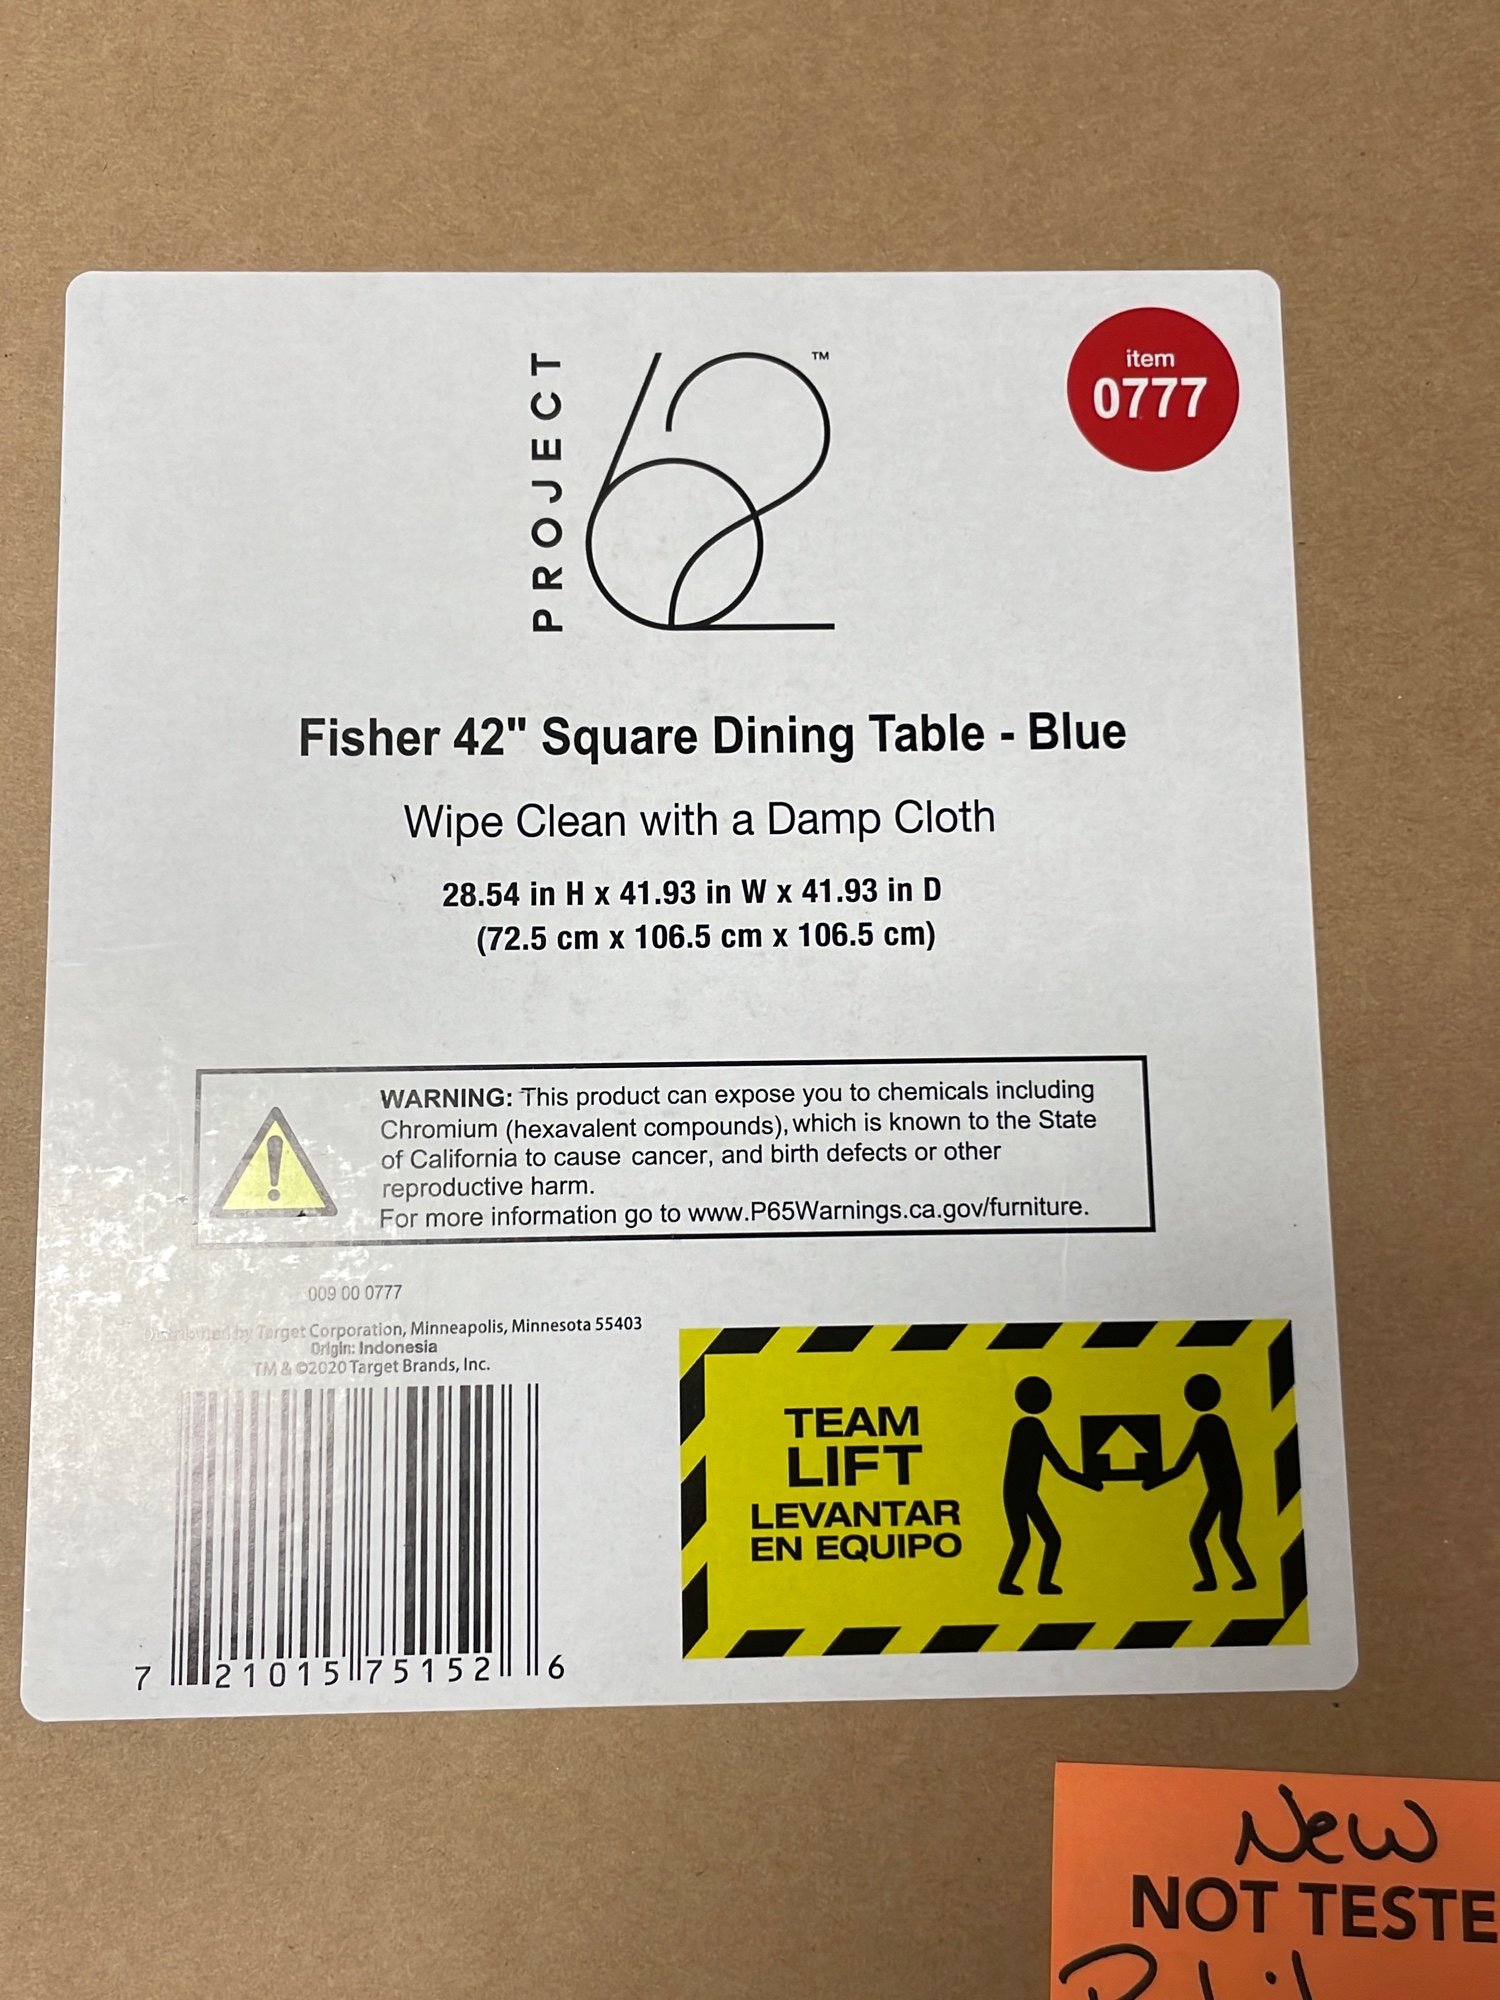 PROJECT
62 ™
item
0777
Fisher 42" Square Dining Table - Blue
Wipe Clean with a Damp Cloth
28.54 in H x 41.93 in W x 41.93 in D
(72.5 cm x 106.5 cm x 106.5 cm)
WARNING: This product can expose you to chemicals including
Chromium (hexavalent compounds), which is known to the State
of California to cause cancer, and birth defects or other
reproductive harm.
For more information go to www.P65Warnings.ca.gov/furniture.
009 00 0777
Distributed by Target Corporation, Minneapolis, Minnesota 55403
Origin: Indonesia
TM & ©2020 Target Brands, Inc.
7 21015 75152 6
TEAM
LIFT
LEVANTAR
EN EQUIPO
New
NOT TESTE